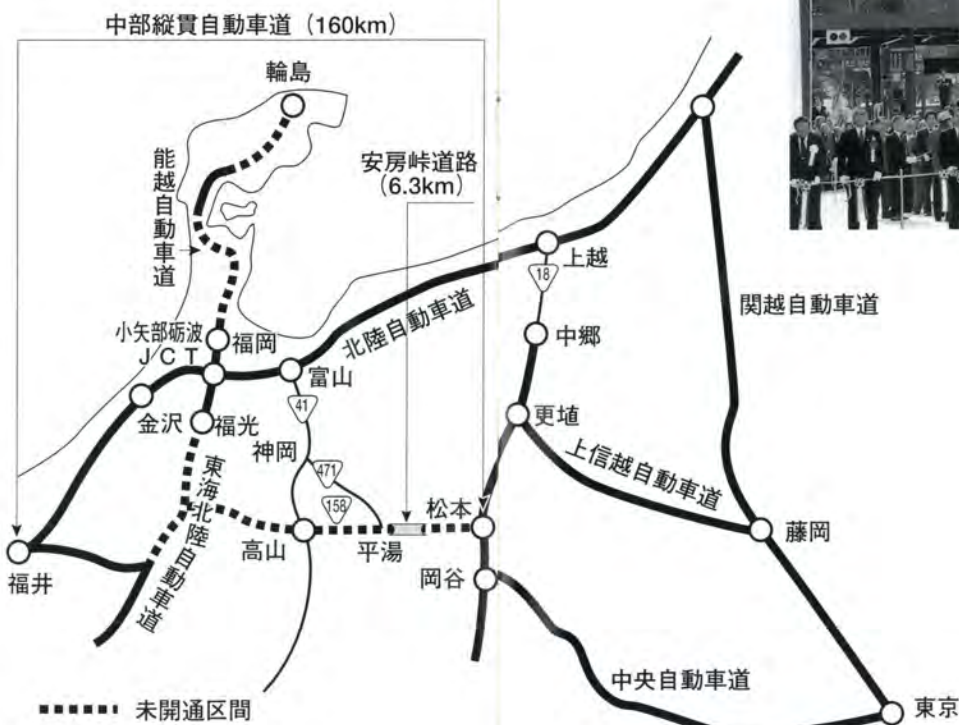 中部縦貫自動車道（160km）
輪島
能越自動車道
安房峠道路
（6.3km）
上越
18
関越自動車道
小矢部砺波
ＪＣＴ
福岡
北陸自動車道
中郷
富山
金沢
福光
41
更埴
神岡
471
上信越自動車道
東海北陸自動車道
158
松本
高山
平湯
藤岡
福井
岡谷
中央自動車道
未開通区間
東京